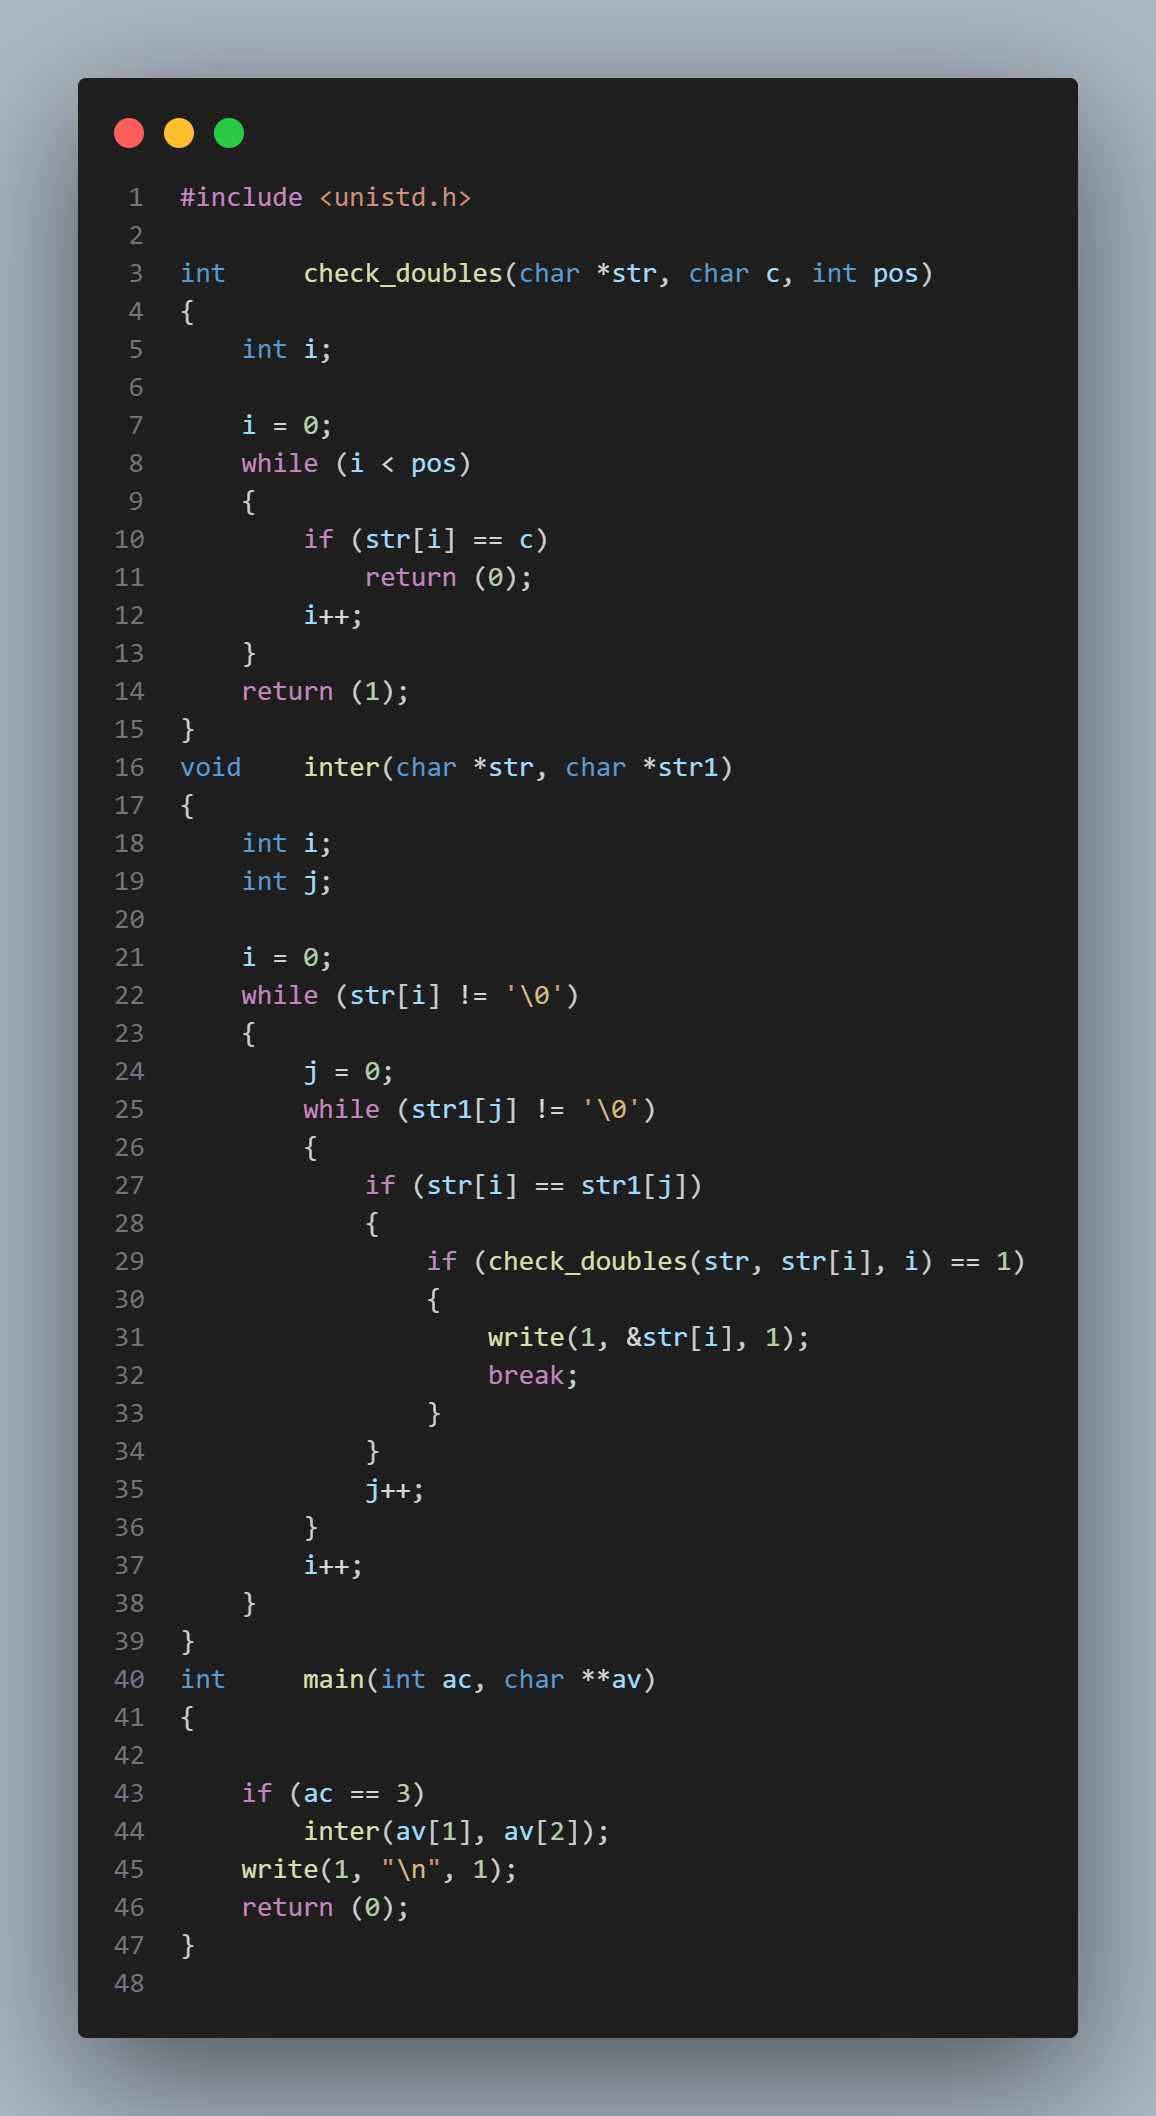 1 #include <unistd.h>
2
3 int     check_doubles(char *str, char c, int pos)
4 {
5     int i;
6
7     i = 0;
8     while (i < pos)
9     {
10         if (str[i] == c)
11             return (0);
12         i++;
13     }
14     return (1);
15 }
16 void    inter(char *str, char *str1)
17 {
18     int i;
19     int j;
20
21     i = 0;
22     while (str[i] != '\0')
23     {
24         j = 0;
25         while (str1[j] != '\0')
26         {
27             if (str[i] == str1[j])
28             {
29                 if (check_doubles(str, str[i], i) == 1)
30                 {
31                     write(1, &str[i], 1);
32                     break;
33                 }
34             }
35             j++;
36         }
37         i++;
38     }
39 }
40 int     main(int ac, char **av)
41 {
42
43     if (ac == 3)
44         inter(av[1], av[2]);
45     write(1, "\n", 1);
46     return (0);
47 }
48